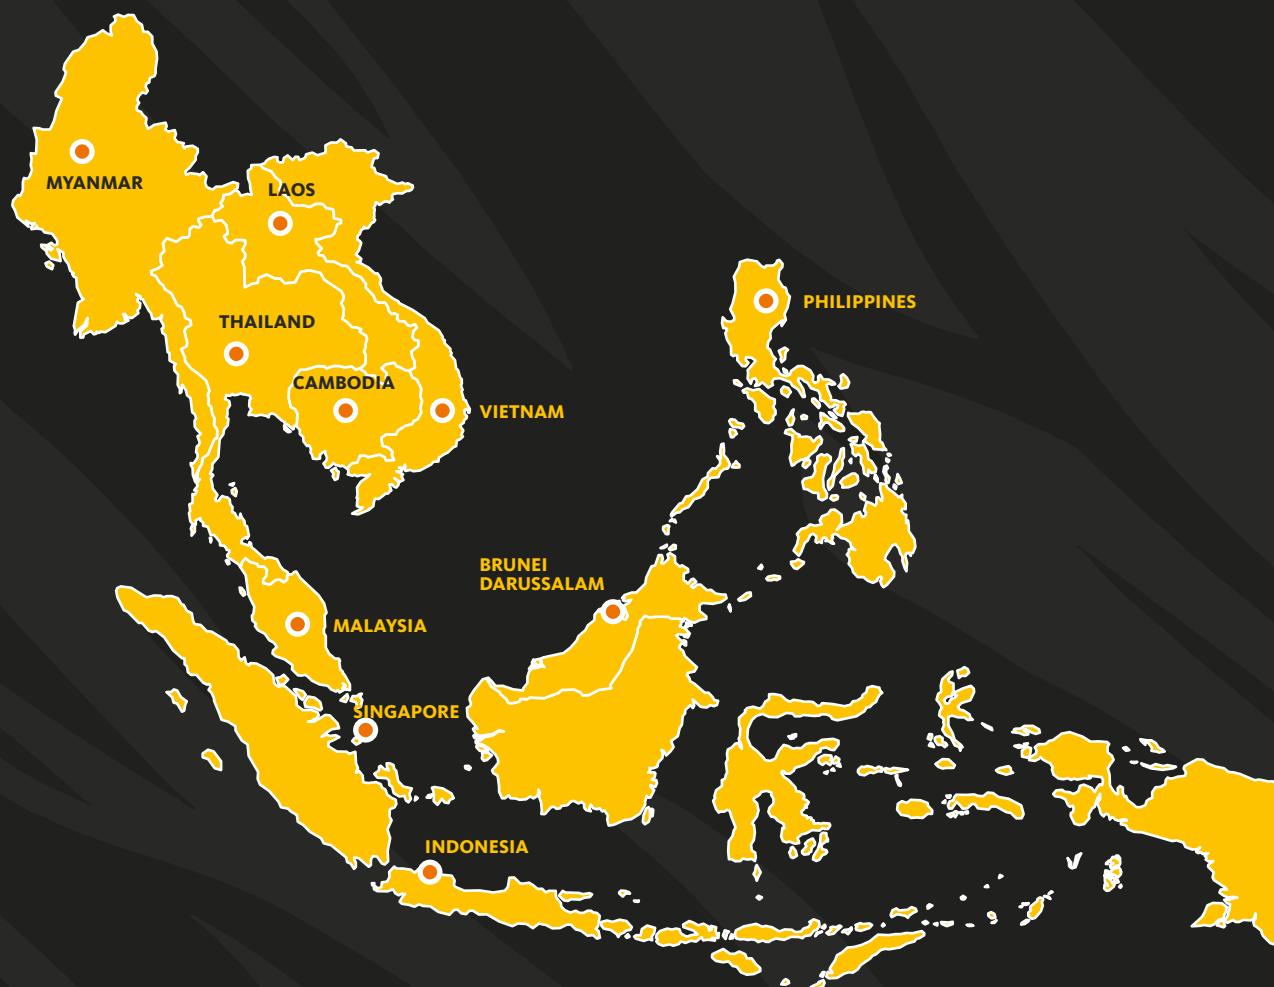 MYANMAR
LAOS
PHILIPPINES
THAILAND
CAMBODIA
VIETNAM
BRUNEI
DARUSSALAM
MALAYSIA
SINGAPORE
INDONESIA